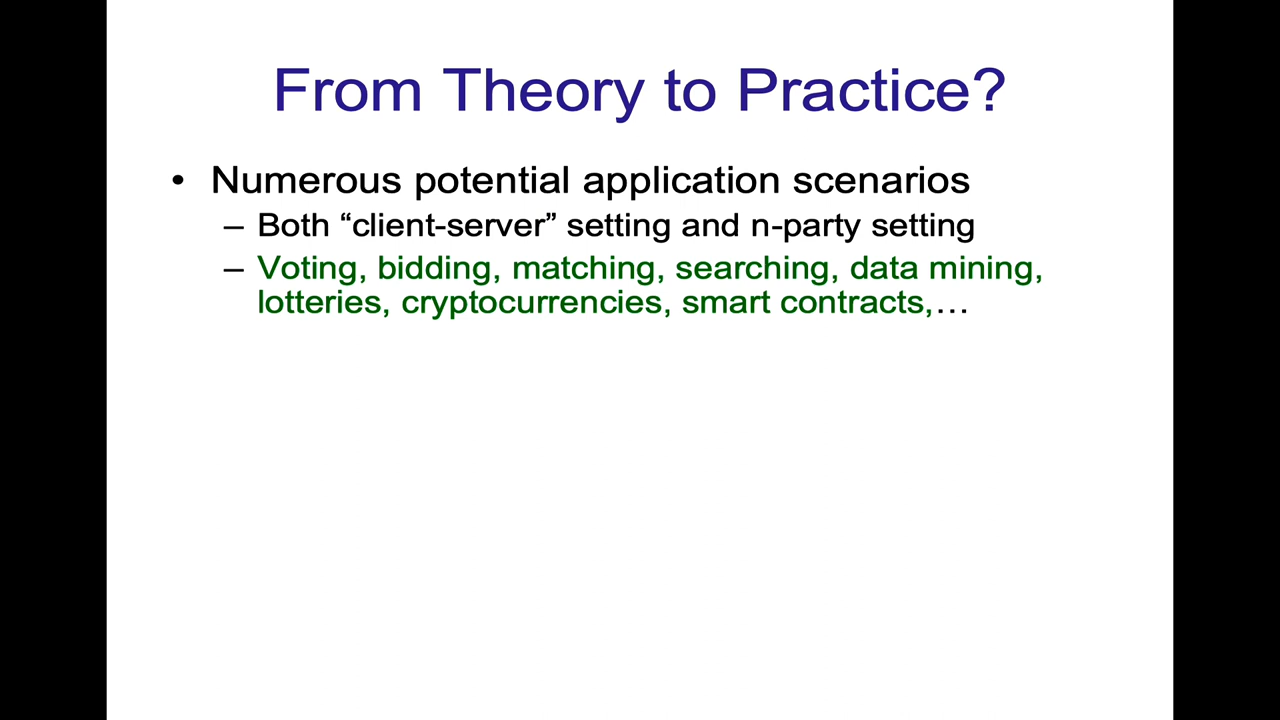 From Theory to Practice?
• Numerous potential application scenarios
– Both “client-server” setting and n-party setting
– Voting, bidding, matching, searching, data mining,
lotteries, cryptocurrencies, smart contracts,…